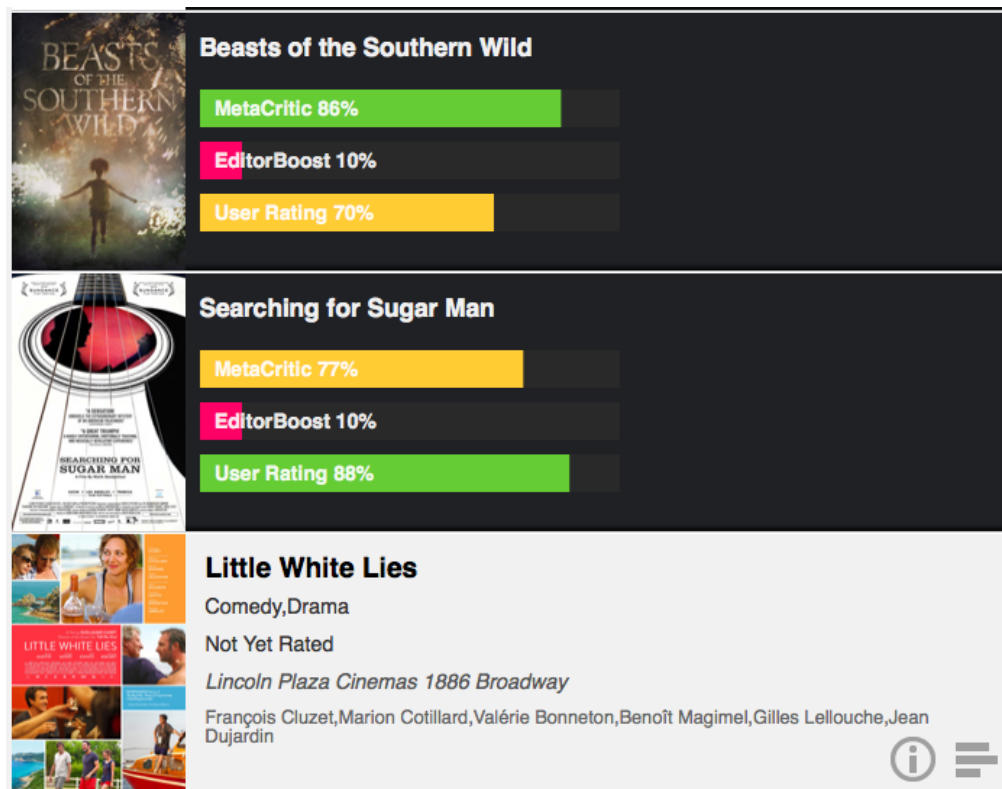 BEASTS
OF THE
SOUTHERN
WILD
Beasts of the Southern Wild
MetaCritic 86%
EditorBoost 10%
User Rating 70%
SUNDANCE
SUNDANCE
SEARCHING FOR
SUGAR MAN
Searching for Sugar Man
MetaCritic 77%
EditorBoost 10%
User Rating 88%
LITTLE WHITE LIES
Little White Lies
Comedy,Drama
Not Yet Rated
Lincoln Plaza Cinemas 1886 Broadway
François Cluzet,Marion Cotillard,Valérie Bonneton,Benoît Magimel,Gilles Lellouche,Jean
Dujardin